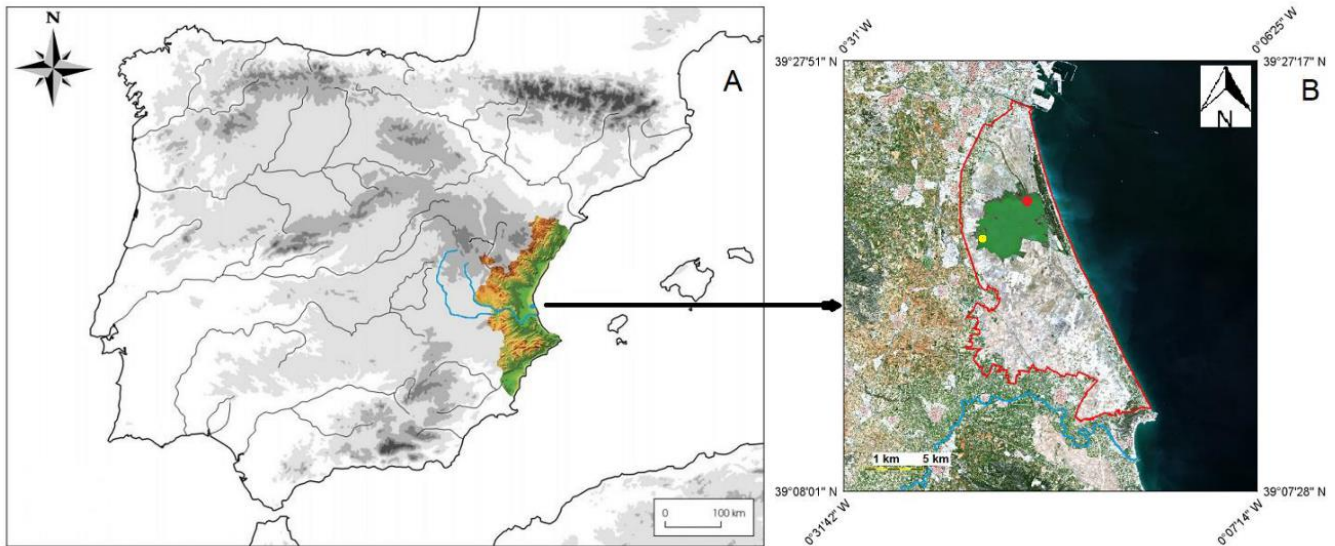 A
0 100 km
0°31' W
0°06'25" W
39°27'51" N
39°27'17" N
B
N
1 km 5 km
39°08'01" N
39°07'28" N
0°31'42" W
0°07'14" W